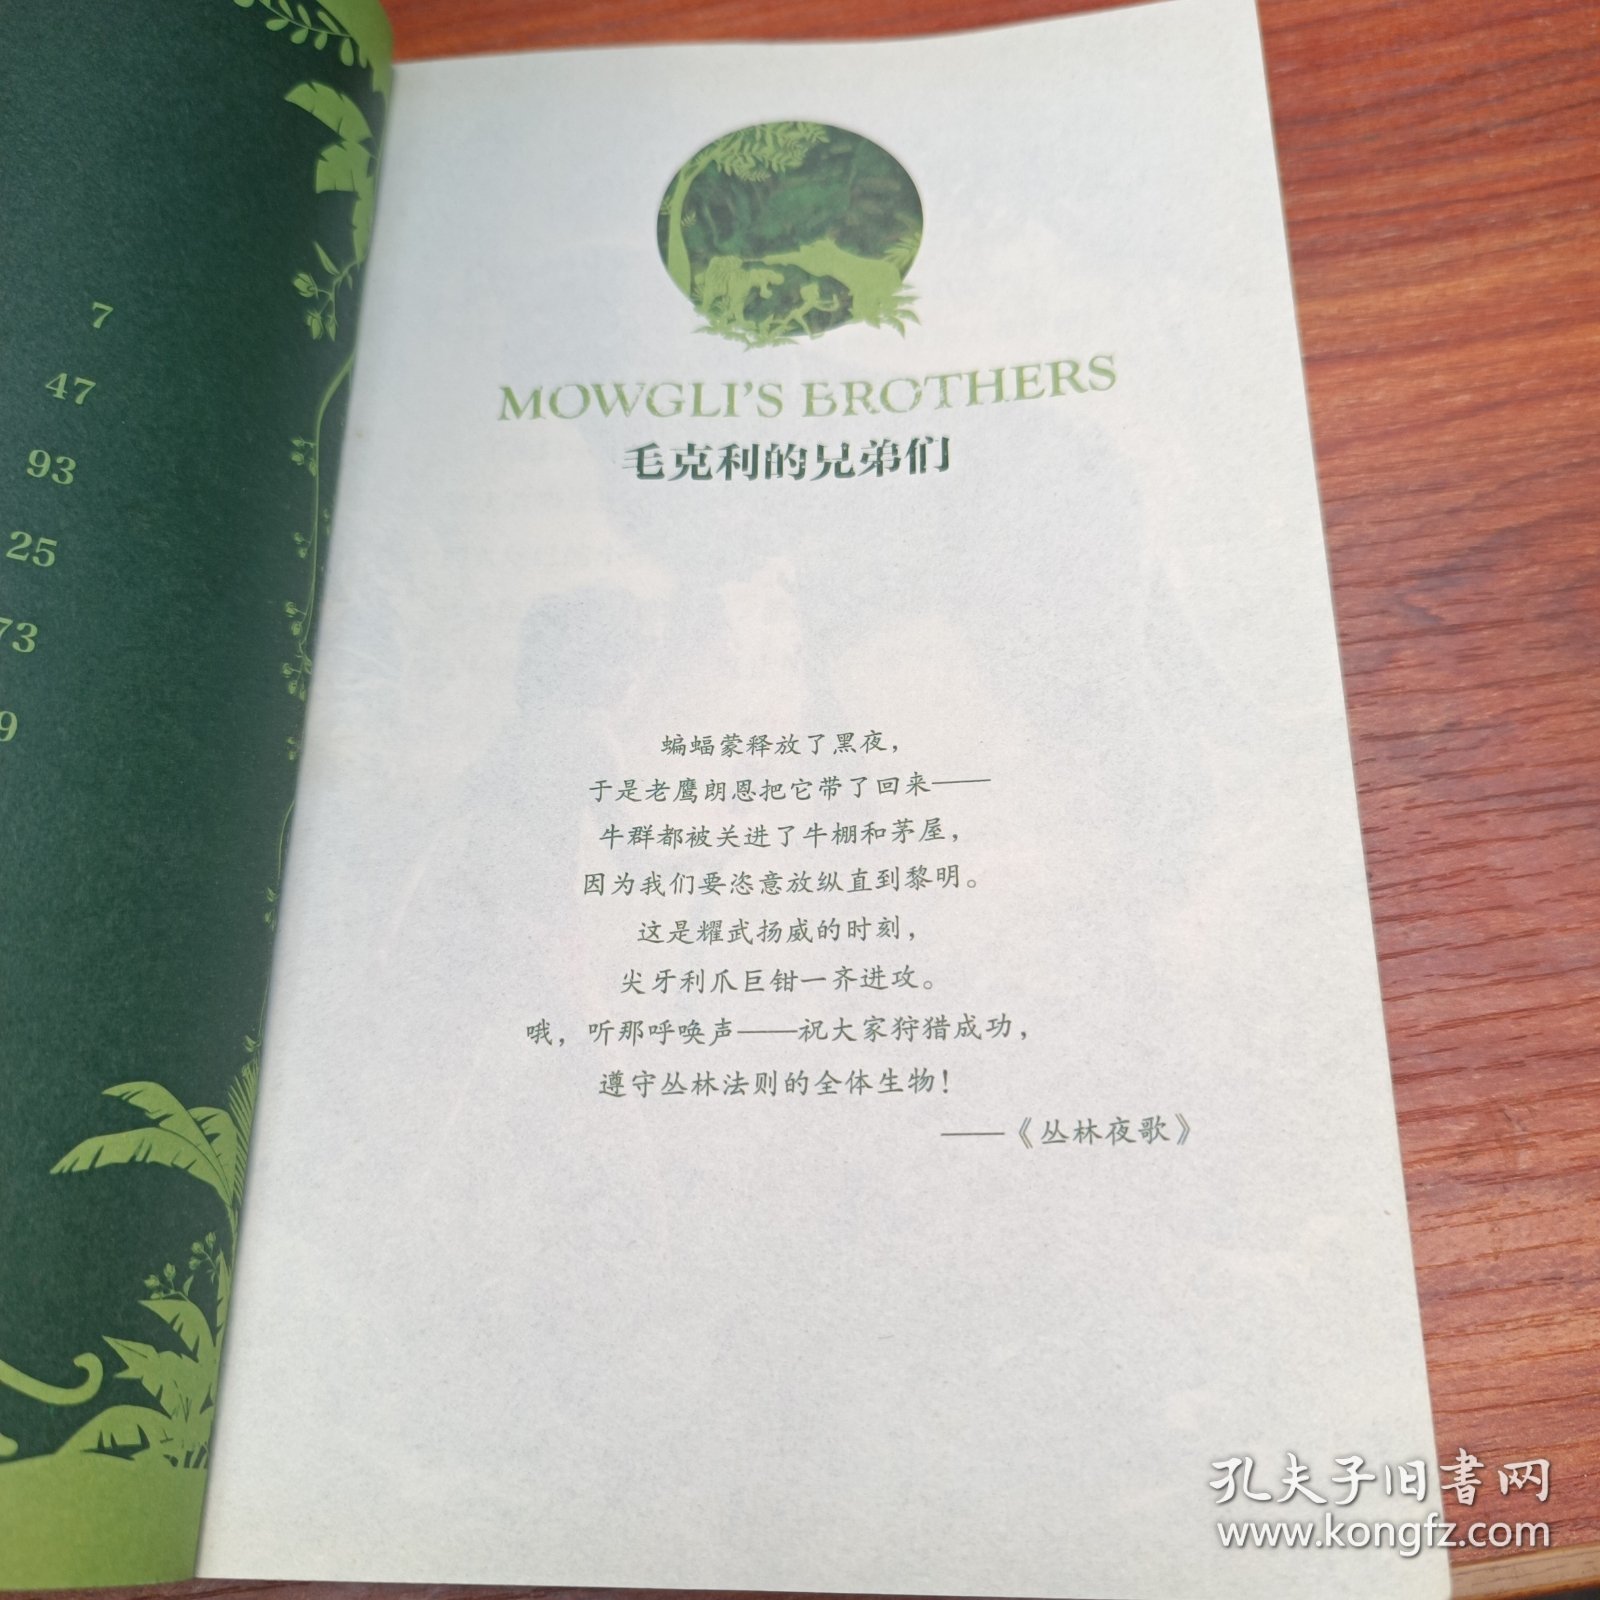 7
47
93
25
73
9
MOWGLI'S BROTHERS
毛克利的兄弟们
蝙蝠蒙释放了黑夜，
于是老鹰朗恩把它带了回来——
牛群都被关进了牛棚和茅屋，
因为我们要恣意放纵直到黎明。
这是耀武扬威的时刻，
尖牙利爪巨钳一齐进攻。
哦，听那呼唤声——祝大家狩猎成功，
遵守丛林法则的全体生物！
——《丛林夜歌》
孔夫子旧书网
www.kongfz.com